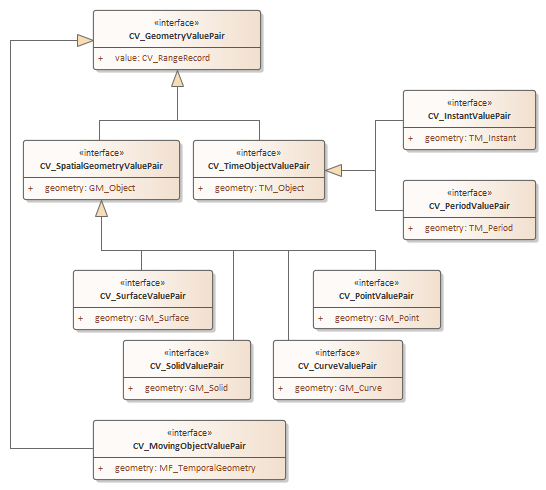 «interface»
CV_GeometryValuePair
+ value: CV_RangeRecord
«interface»
CV_InstantValuePair
+ geometry: TM_Instant
«interface»
CV_SpatialGeometryValuePair
+ geometry: GM_Object
«interface»
CV_TimeObjectValuePair
+ geometry: TM_Object
«interface»
CV_PeriodValuePair
+ geometry: TM_Period
«interface»
CV_SurfaceValuePair
+ geometry: GM_Surface
«interface»
CV_PointValuePair
+ geometry: GM_Point
«interface»
CV_SolidValuePair
+ geometry: GM_Solid
«interface»
CV_CurveValuePair
+ geometry: GM_Curve
«interface»
CV_MovingObjectValuePair
+ geometry: MF_TemporalGeometry